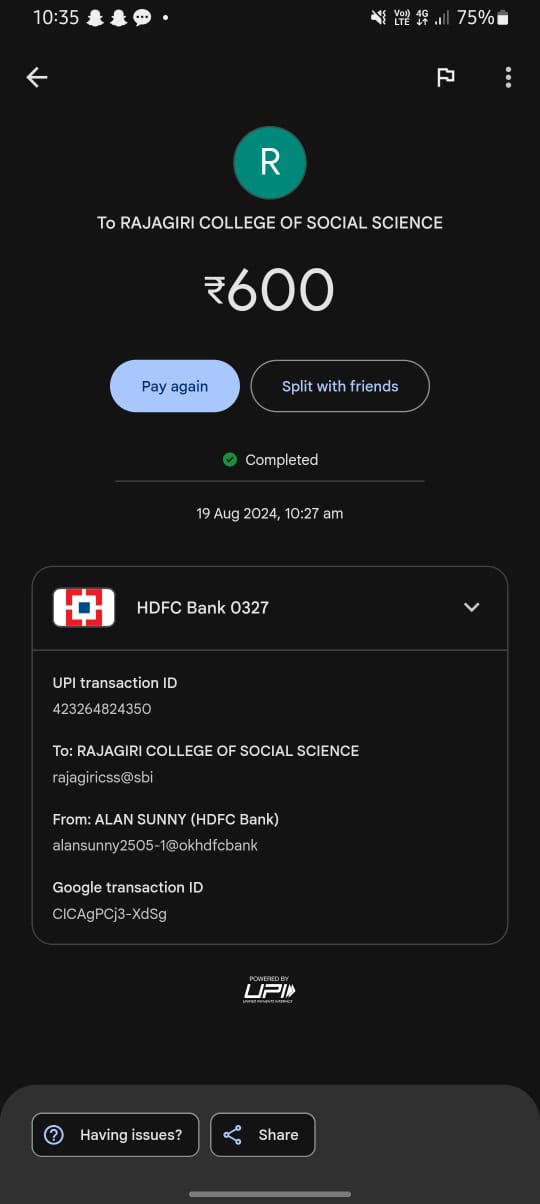 10:35
Vo)) LTE 4G 75%
R
To RAJAGIRI COLLEGE OF SOCIAL SCIENCE
₹600
Pay again
Split with friends
Completed
19 Aug 2024, 10:27 am
HDFC Bank 0327
UPI transaction ID
423264824350
To: RAJAGIRI COLLEGE OF SOCIAL SCIENCE
rajagiricss@sbi
From: ALAN SUNNY (HDFC Bank)
alansunny2505-1@okhdfcbank
Google transaction ID
CICAgPCj3-XdSg
POWERED BY
UPI
UNIFIED PAYMENTS INTERFACE
Having issues?
Share